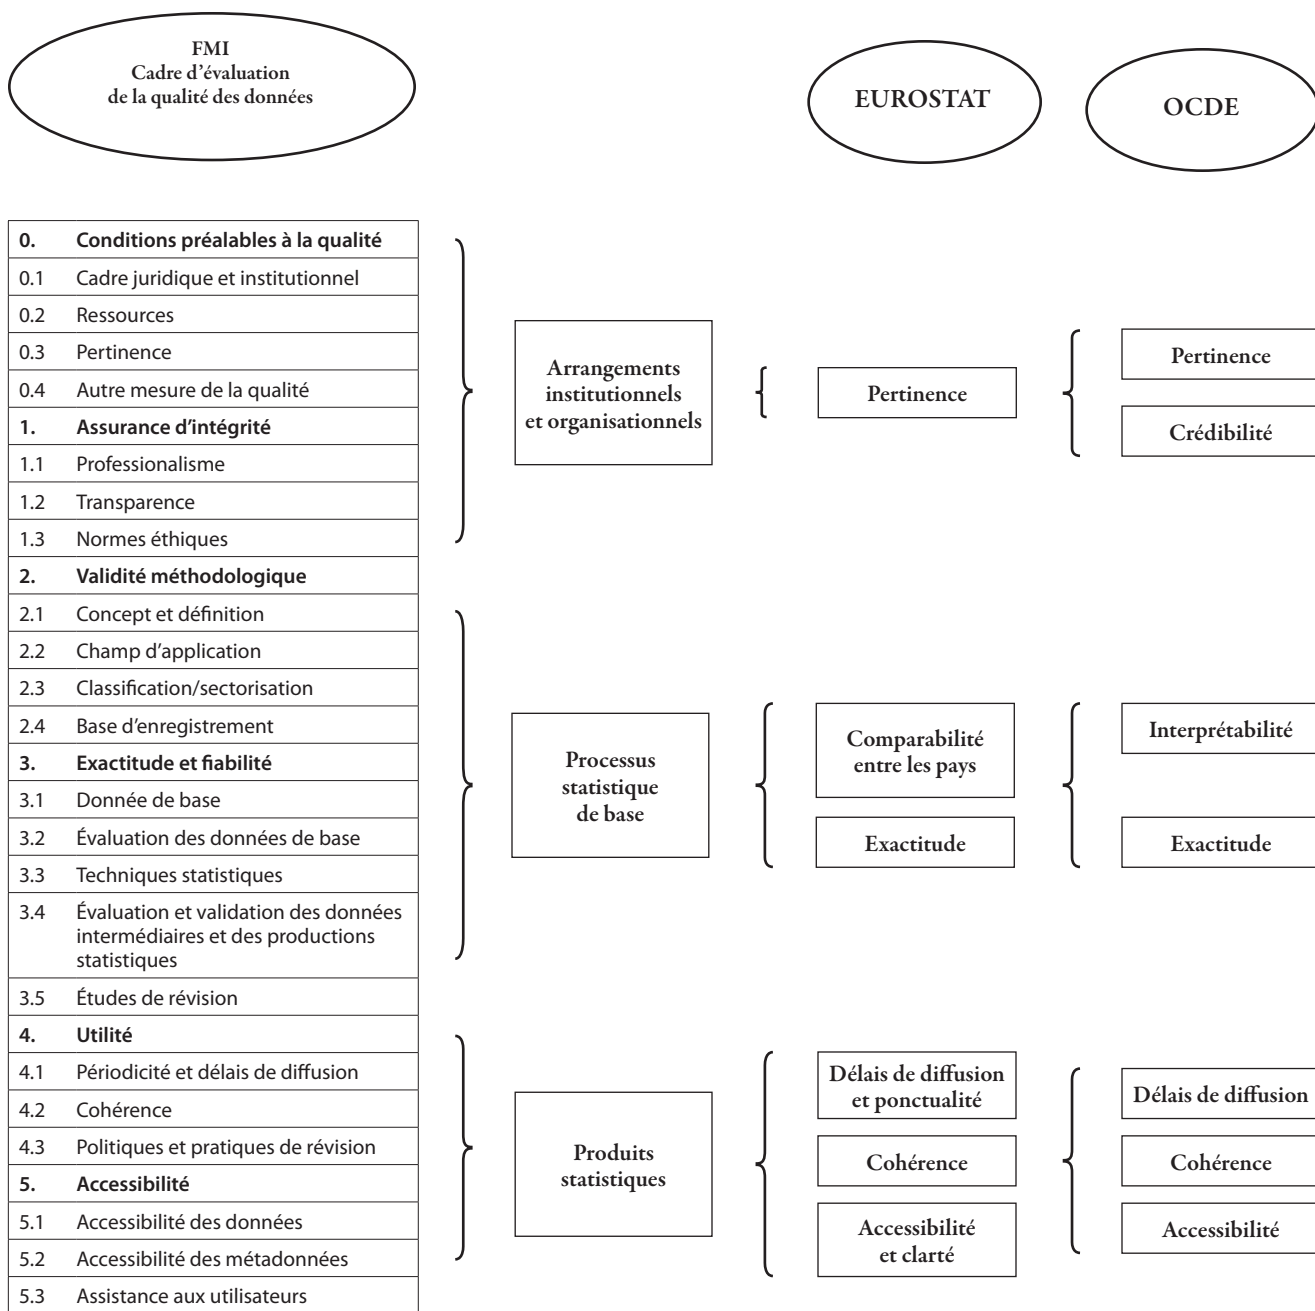 FMI
Cadre d'évaluation
de la qualité des données
EUROSTAT
OCDE
0. Conditions préalables à la qualité
0.1 Cadre juridique et institutionnel
0.2 Ressources
0.3 Pertinence
0.4 Autre mesure de la qualité
1. Assurance d'intégrité
1.1 Professionalisme
1.2 Transparence
1.3 Normes éthiques
2. Validité méthodologique
2.1 Concept et définition
2.2 Champ d'application
2.3 Classification/sectorisation
2.4 Base d'enregistrement
3. Exactitude et fiabilité
3.1 Donnée de base
3.2 Évaluation des données de base
3.3 Techniques statistiques
3.4 Évaluation et validation des données
intermédiaires et des productions
statistiques
3.5 Études de révision
4. Utilité
4.1 Périodicité et délais de diffusion
4.2 Cohérence
4.3 Politiques et pratiques de révision
5. Accessibilité
5.1 Accessibilité des données
5.2 Accessibilité des métadonnées
5.3 Assistance aux utilisateurs
Arrangements
institutionnels
et organisationnels
Pertinence
Pertinence
Crédibilité
Processus
statistique
de base
Comparabilité
entre les pays
Exactitude
Interprétabilité
Exactitude
Produits
statistiques
Délais de diffusion
et ponctualité
Cohérence
Accessibilité
et clarté
Délais de diffusion
Cohérence
Accessibilité